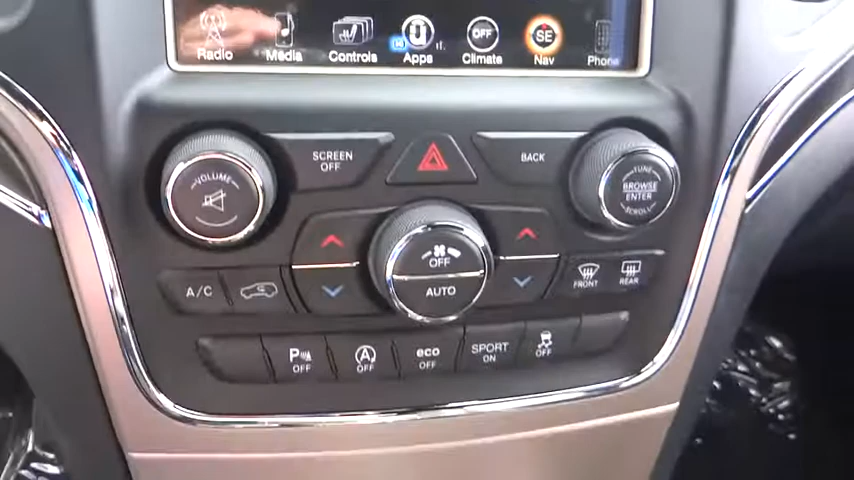 OFF
SE
Radio
Media
Controls
Apps
Climate
Nav
Phone
VOLUME
SCREEN
OFF
BACK
TUNE
BROWSE
ENTER
SCROLL
OFF
AUTO
A/C
FRONT
REAR
P
OFF
A
OFF
eco
OFF
SPORT
ON
OFF